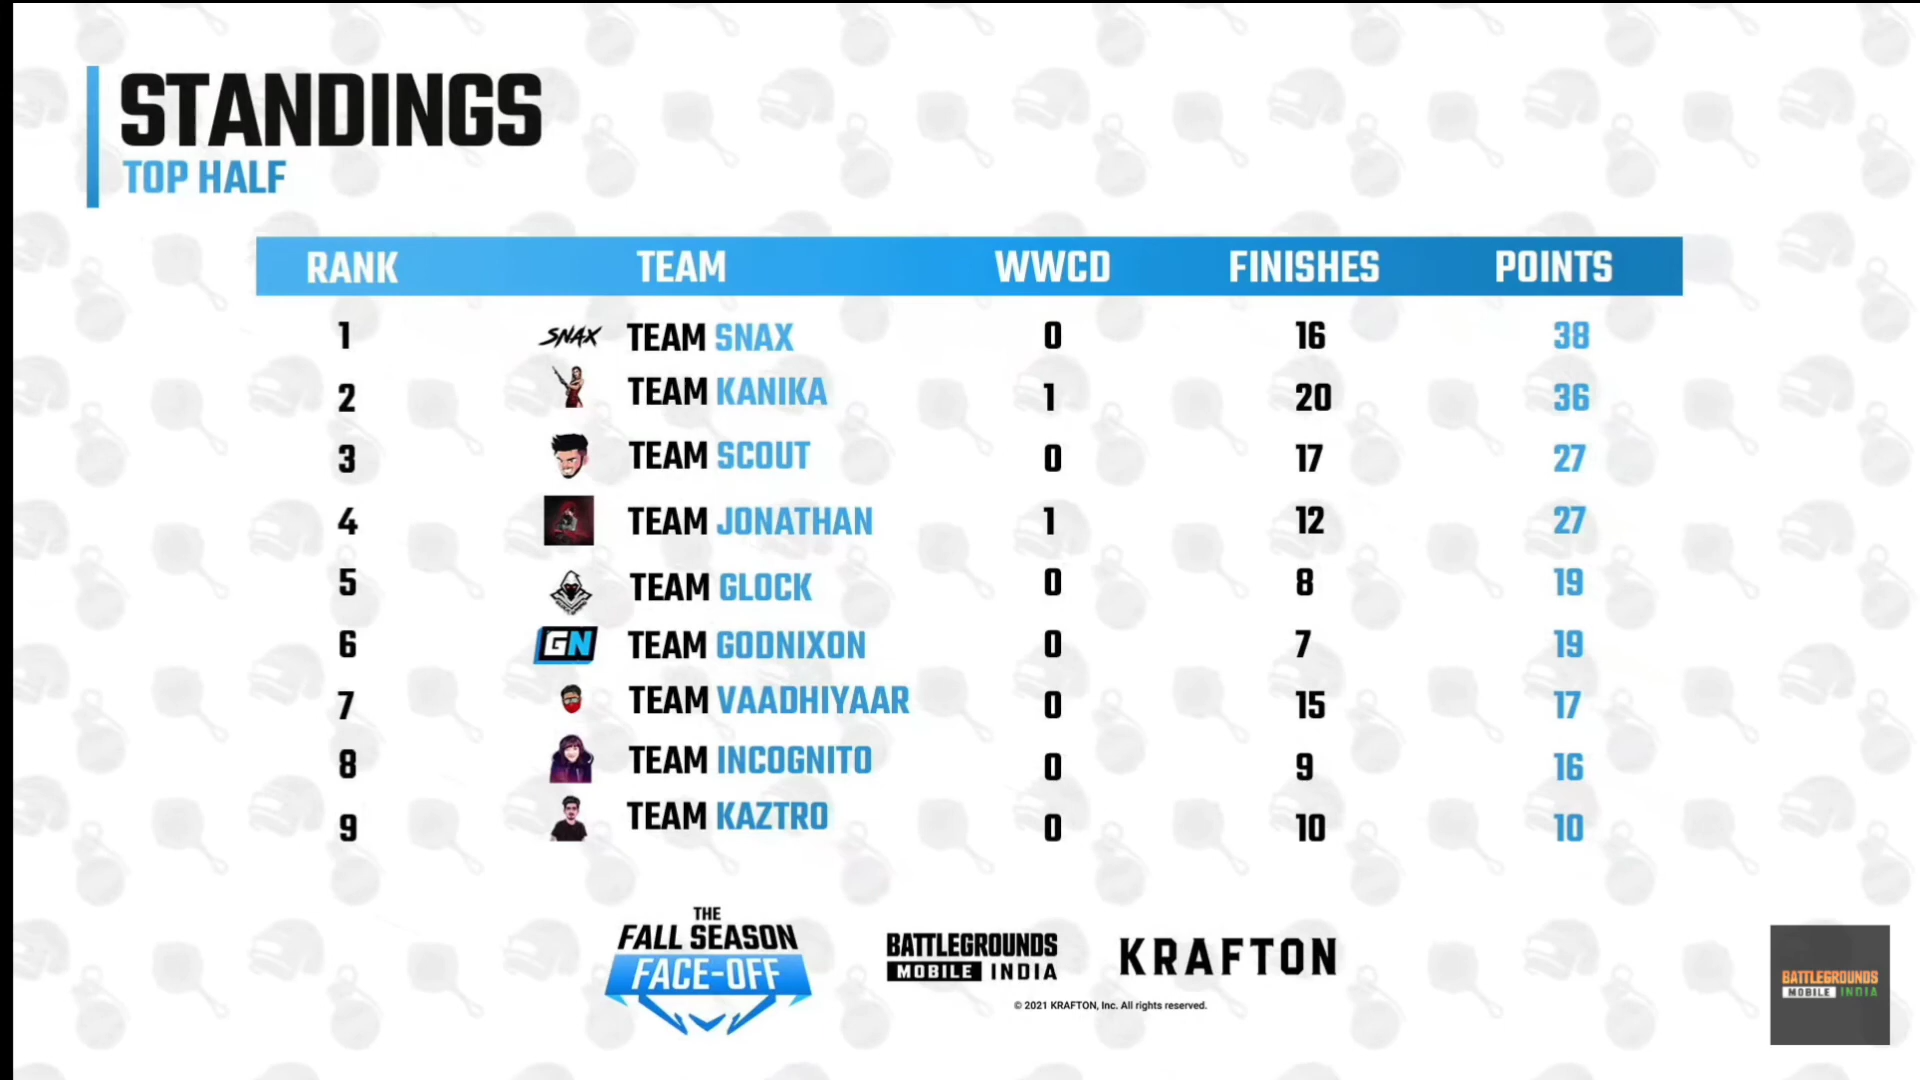 STANDINGS
TOP HALF
RANK TEAM WWCD FINISHES POINTS
1 SNAX TEAM SNAX 0 16 38
2 TEAM KANIKA 1 20 36
3 TEAM SCOUT 0 17 27
4 TEAM JONATHAN 1 12 27
5 TEAM GLOCK 0 8 19
6 GN TEAM GODNIXON 0 7 19
7 TEAM VAADHIYAAR 0 15 17
8 TEAM INCOGNITO 0 9 16
9 TEAM KAZTRO 0 10 10
THE
FALL SEASON
FACE-OFF
BATTLEGROUNDS
MOBILE INDIA
KRAFTON
© 2021 KRAFTON, Inc. All rights reserved.
BATTLEGROUNDS
MOBILE INDIA